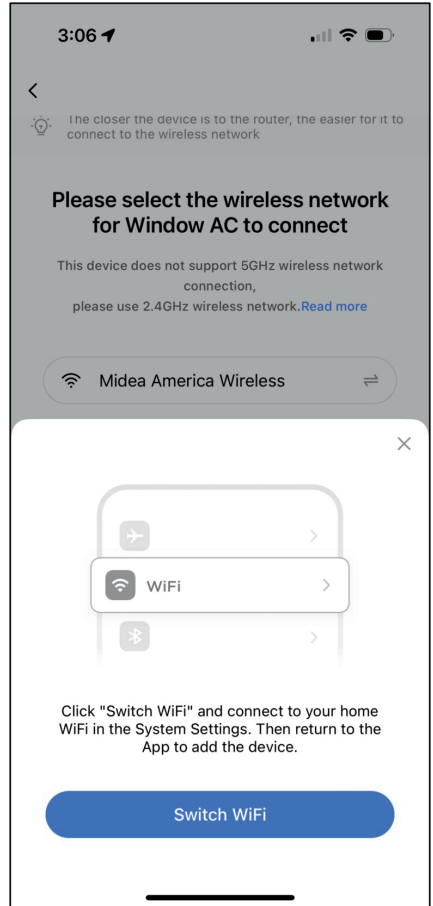 3:06
The closer the device is to the router, the easier for it to
connect to the wireless network
Please select the wireless network
for Window AC to connect
This device does not support 5GHz wireless network
connection,
please use 2.4GHz wireless network.Read more
Midea America Wireless
WiFi
Click "Switch WiFi" and connect to your home
WiFi in the System Settings. Then return to the
App to add the device.
Switch WiFi